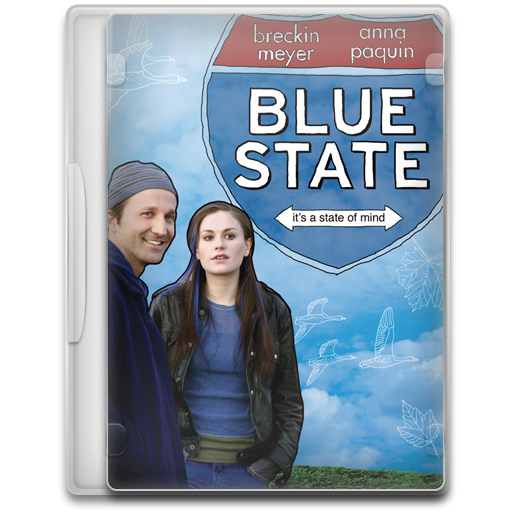 breckin anna
meyer paquin
BLUE
STATE
it's a state of mind